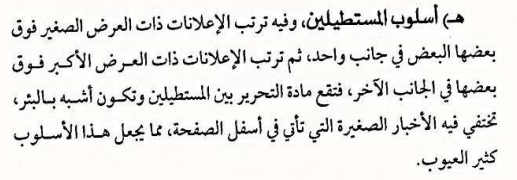 هـ) أسلوب المستطيلين، وفيه ترتب الإعلانات ذات العرض الصغير فوق
بعضها البعض في جانب واحد، ثم ترتب الإعلانات ذات العرض الأكبر فوق
بعضها في الجانب الآخر، فتقع مادة التحرير بين المستطيلين وتكون أشبه بالبئر،
تختفي فيه الأخبار الصغيرة التي تأتي في أسفل الصفحة، مما يجعل هذا الأسلوب
كثير العيوب.